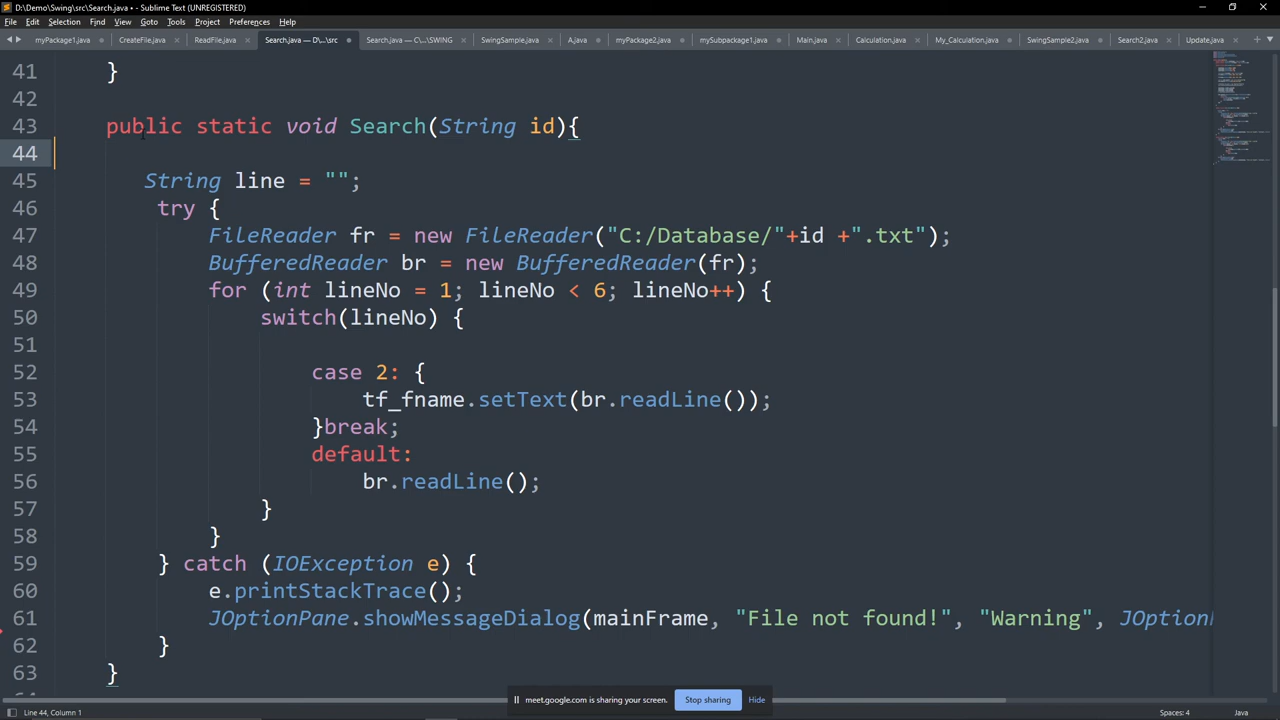 D:\Demo\Swing\src\Search.java • - Sublime Text (UNREGISTERED)
File Edit Selection Find View Goto Tools Project Preferences Help
myPackage1.java CreateFile.java ReadFile.java Search.java — D:\...\src Search.java — C:\...\SWING SwingSample.java A.java myPackage2.java mySubpackage1.java Main.java Calculation.java My_Calculation.java SwingSample2.java Search2.java Update.java
41 }
42
43 public static void Search(String id){
44
45 String line = "";
46 try {
47 FileReader fr = new FileReader("C:/Database/"+id +".txt");
48 BufferedReader br = new BufferedReader(fr);
49 for (int lineNo = 1; lineNo < 6; lineNo++) {
50 switch(lineNo) {
51
52 case 2: {
53 tf_fname.setText(br.readLine());
54 }break;
55 default:
56 br.readLine();
57 }
58 }
59 } catch (IOException e) {
60 e.printStackTrace();
61 JOptionPane.showMessageDialog(mainFrame, "File not found!", "Warning", JOption
62 }
63 }
meet.google.com is sharing your screen. Stop sharing Hide
Line 44, Column 1 Spaces: 4 Java